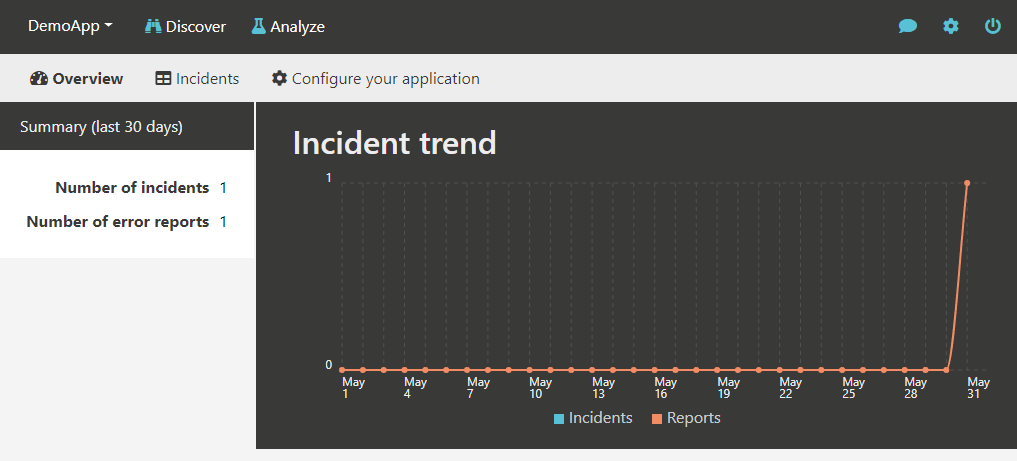 DemoApp Discover Analyze
Overview Incidents Configure your application
Summary (last 30 days)
Number of incidents 1
Number of error reports 1
Incident trend
1
0
May May May May May May May May May May May
1 4 7 10 13 16 19 22 25 28 31
Incidents Reports